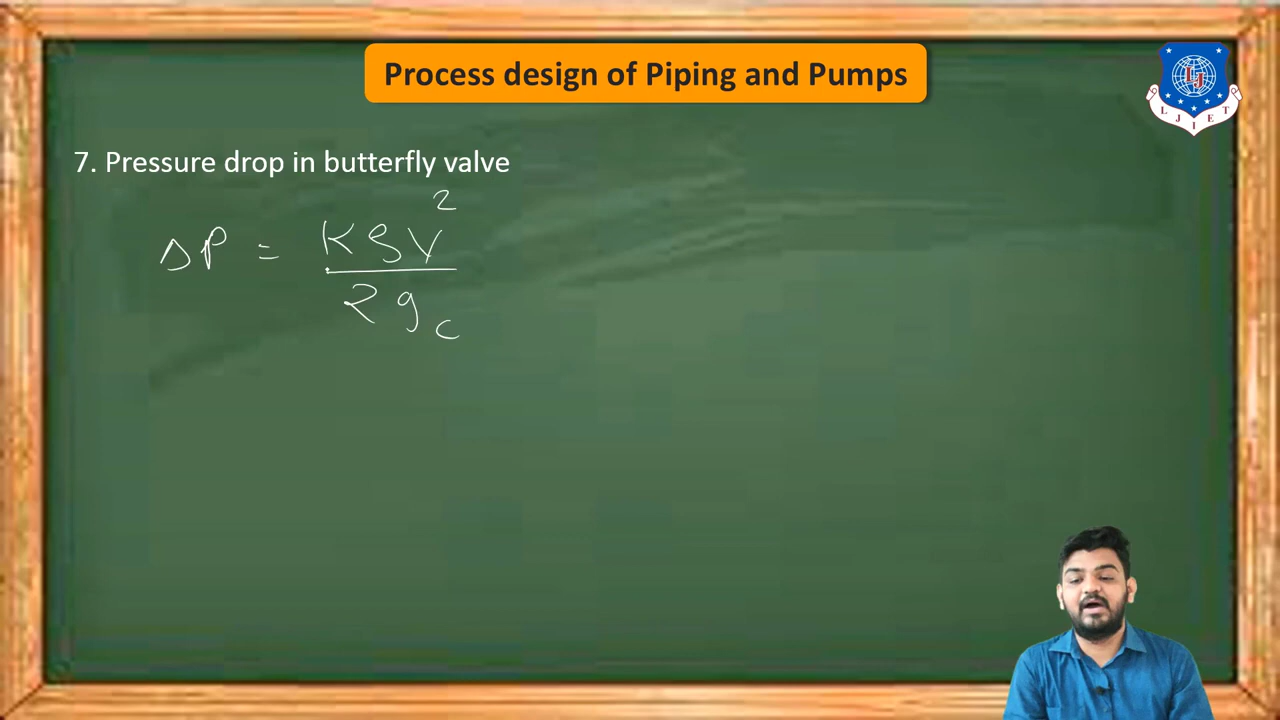 Process design of Piping and Pumps
L J I E T
7. Pressure drop in butterfly valve
ΔP = KρV²
2g_c